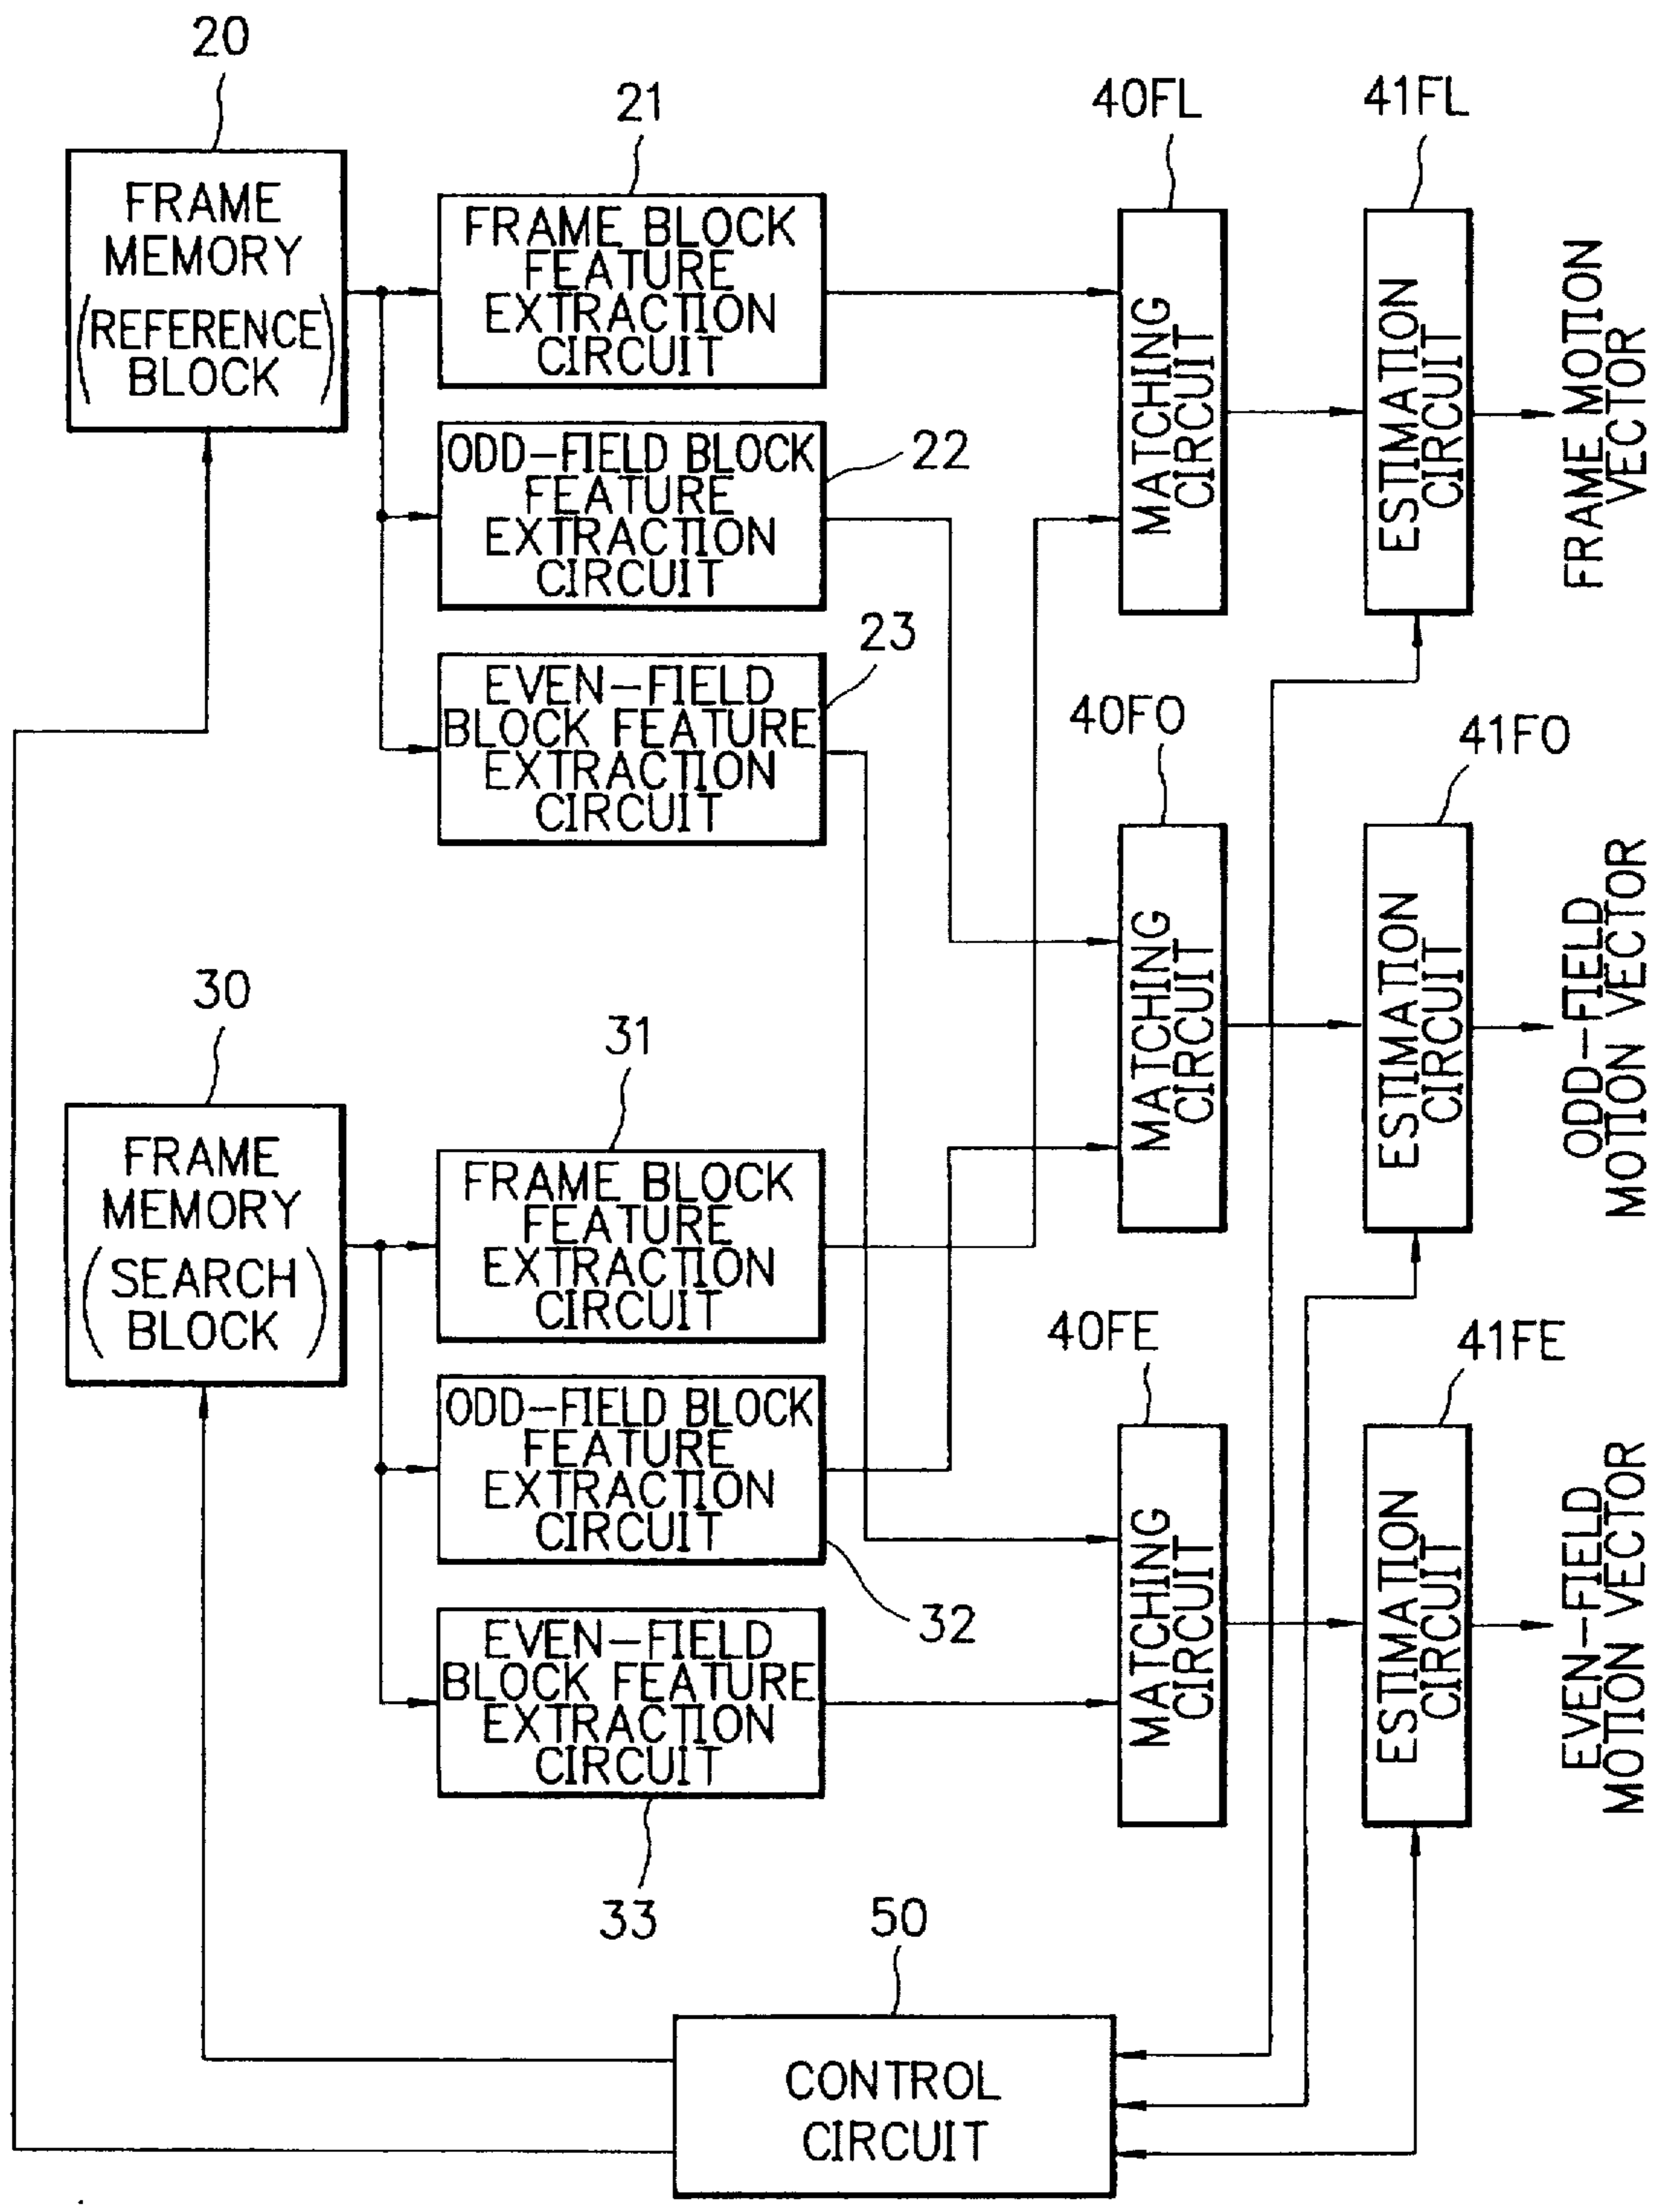 20
FRAME
MEMORY
(REFERENCE
BLOCK)
21
FRAME BLOCK
FEATURE
EXTRACTION
CIRCUIT
ODD-FIELD BLOCK
FEATURE
EXTRACTION
CIRCUIT
22
EVEN-FIELD
BLOCK FEATURE
EXTRACTION
CIRCUIT
23
40FL
MATCHING
CIRCUIT
41FL
ESTIMATION
CIRCUIT
FRAME MOTION
VECTOR
40FO
MATCHING
CIRCUIT
41FO
ESTIMATION
CIRCUIT
ODD-FIELD
MOTION VECTOR
30
FRAME
MEMORY
(SEARCH
BLOCK)
31
FRAME BLOCK
FEATURE
EXTRACTION
CIRCUIT
ODD-FIELD BLOCK
FEATURE
EXTRACTION
CIRCUIT
32
EVEN-FIELD
BLOCK FEATURE
EXTRACTION
CIRCUIT
33
40FE
MATCHING
CIRCUIT
41FE
ESTIMATION
CIRCUIT
EVEN-FIELD
MOTION VECTOR
50
CONTROL
CIRCUIT